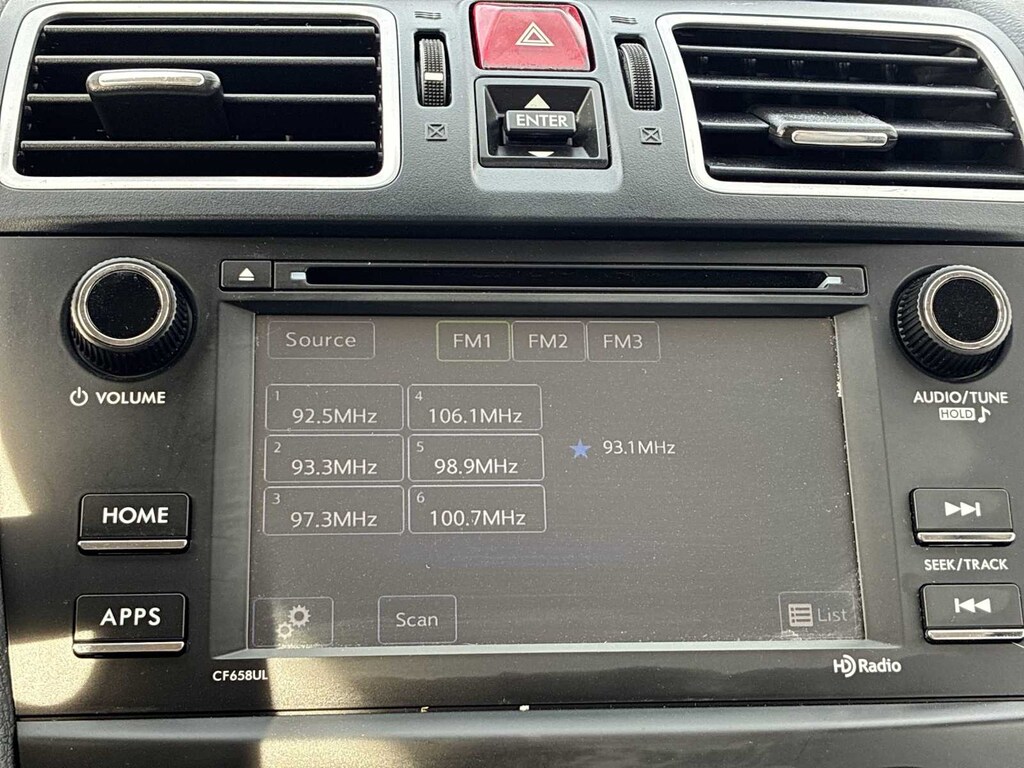 ENTER
VOLUME
AUDIO/TUNE
HOLD
HOME
APPS
SEEK/TRACK
Source
FM1 FM2 FM3
1 92.5MHz
4 106.1MHz
2 93.3MHz
5 98.9MHz
93.1MHz
3 97.3MHz
6 100.7MHz
Scan
List
CF658UL
HD Radio